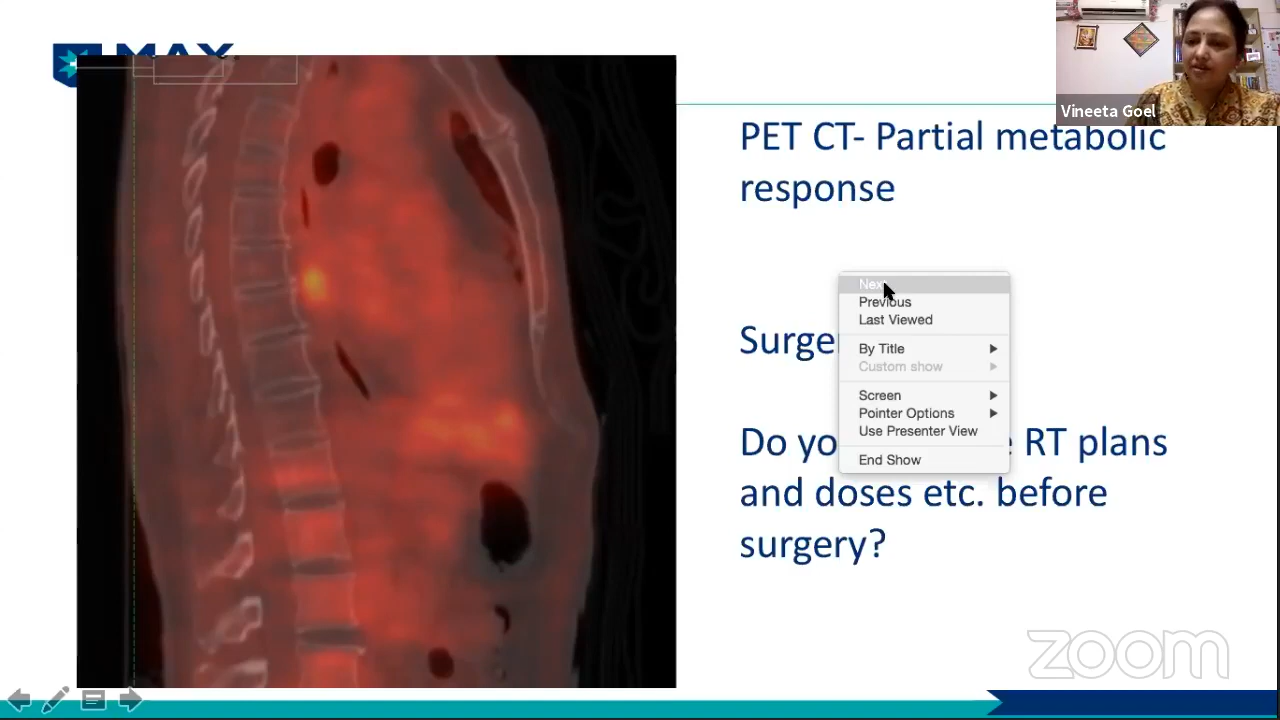 MAX
Vineeta Goel
PET CT- Partial metabolic
response
Next
Previous
Last Viewed
By Title
Custom show
Screen
Pointer Options
Use Presenter View
End Show
Surge
Do yo RT plans
and doses etc. before
surgery?
zoom